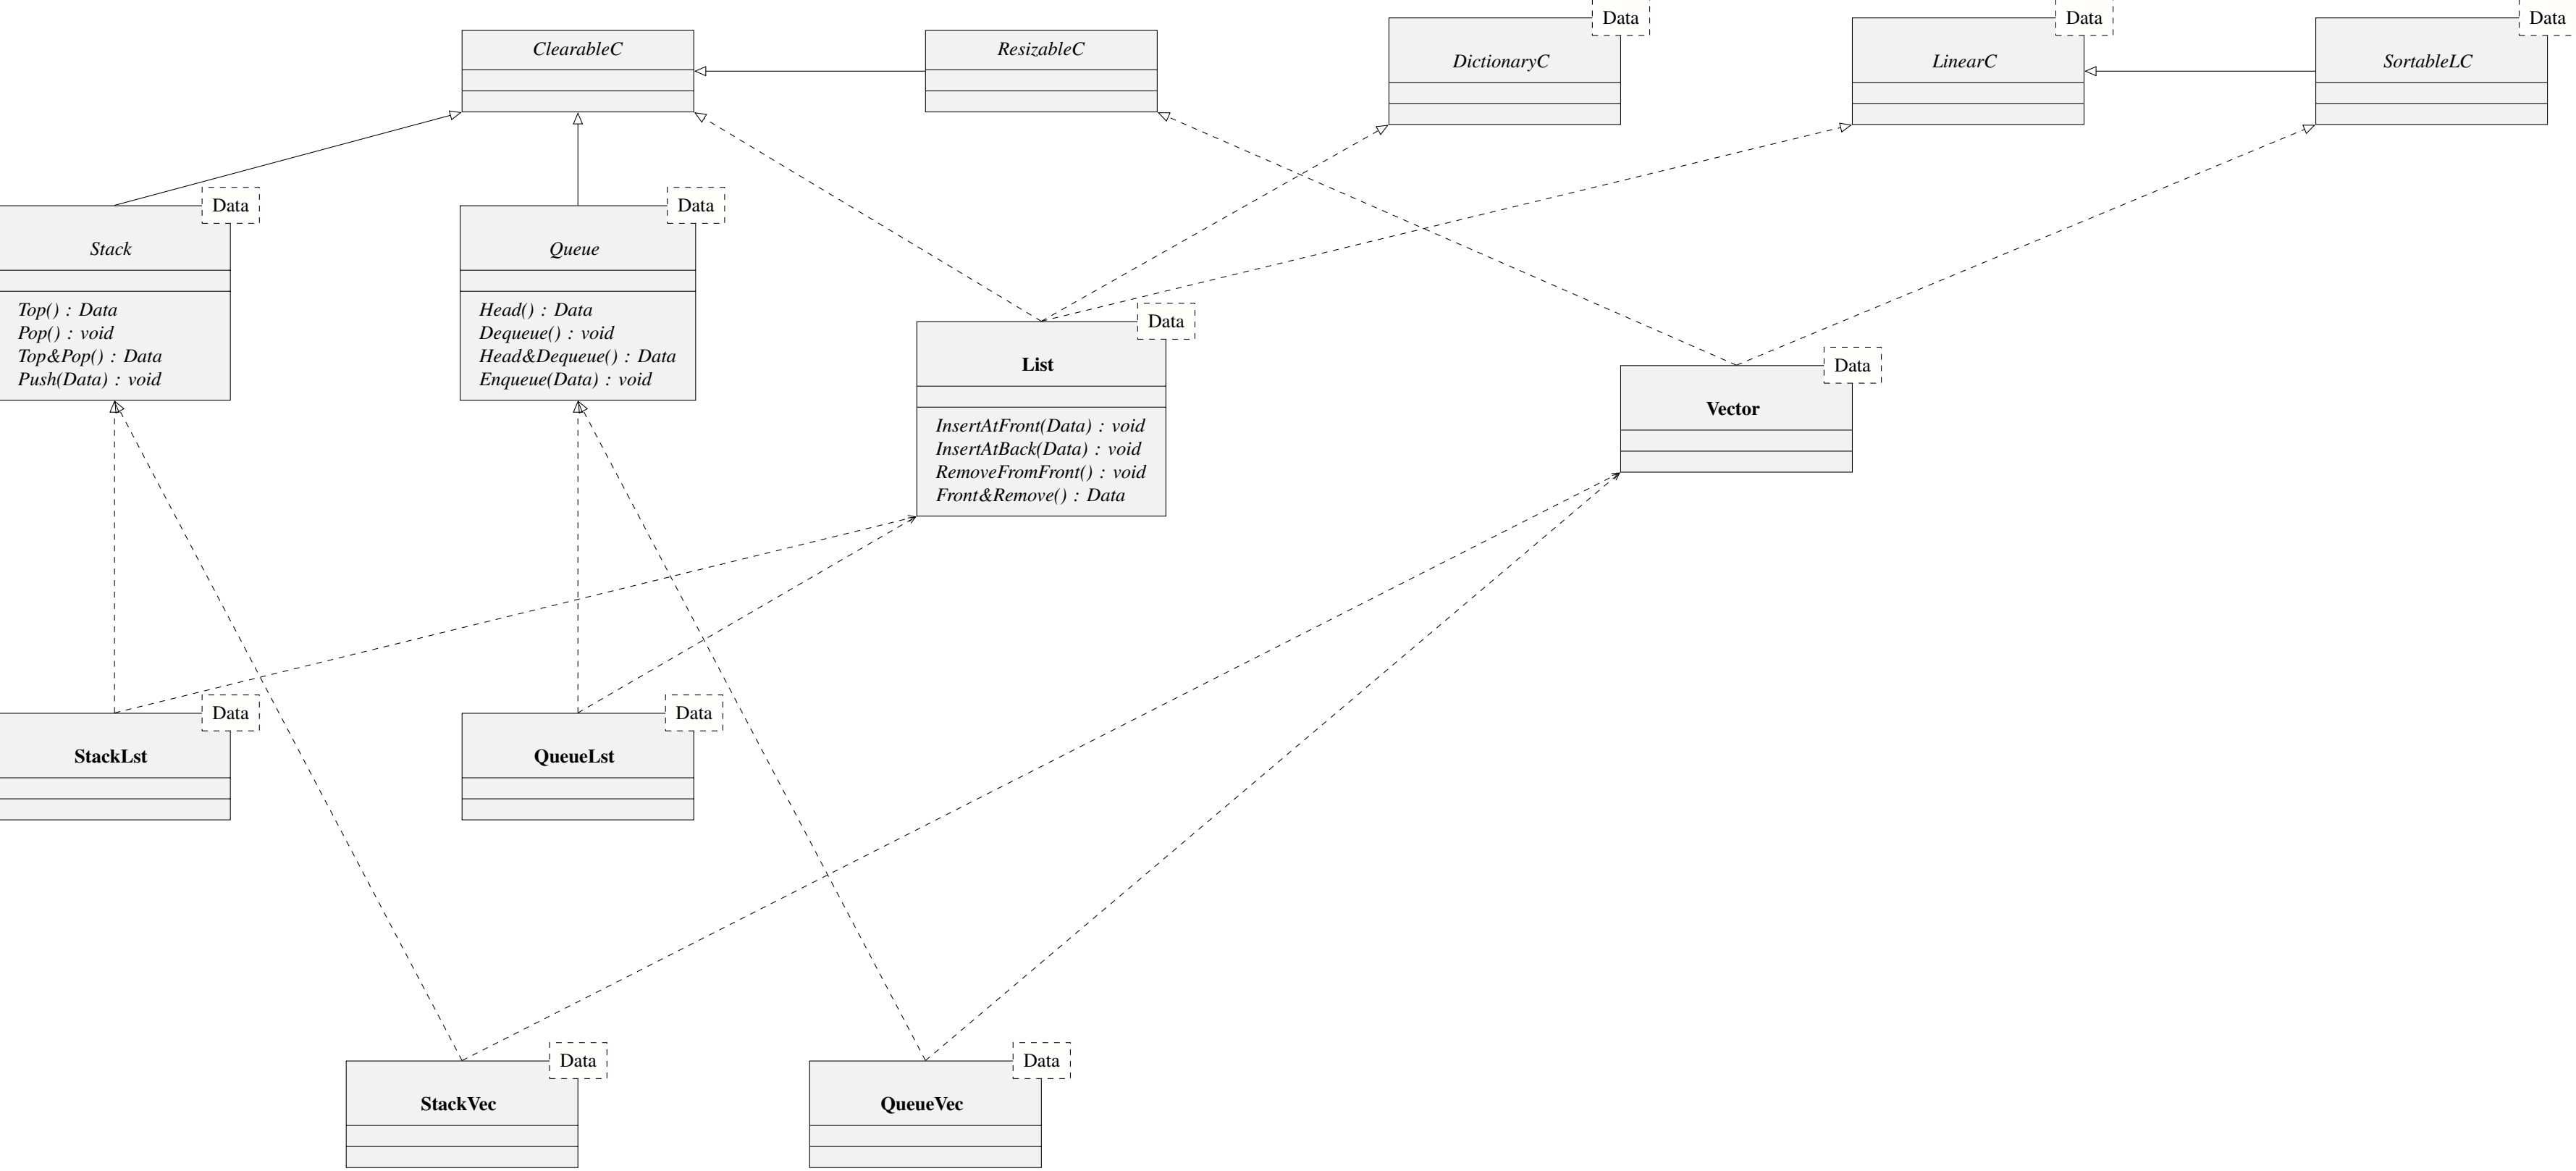 Data
Data
Data
ClearableC
ResizableC
DictionaryC
LinearC
SortableLC
Data
Data
Stack
Queue
Top() : Data
Pop() : void
Top&Pop() : Data
Push(Data) : void
Head() : Data
Dequeue() : void
Head&Dequeue() : Data
Enqueue(Data) : void
Data
List
InsertAtFront(Data) : void
InsertAtBack(Data) : void
RemoveFromFront() : void
Front&Remove() : Data
Data
Vector
Data
Data
StackLst
QueueLst
Data
Data
StackVec
QueueVec